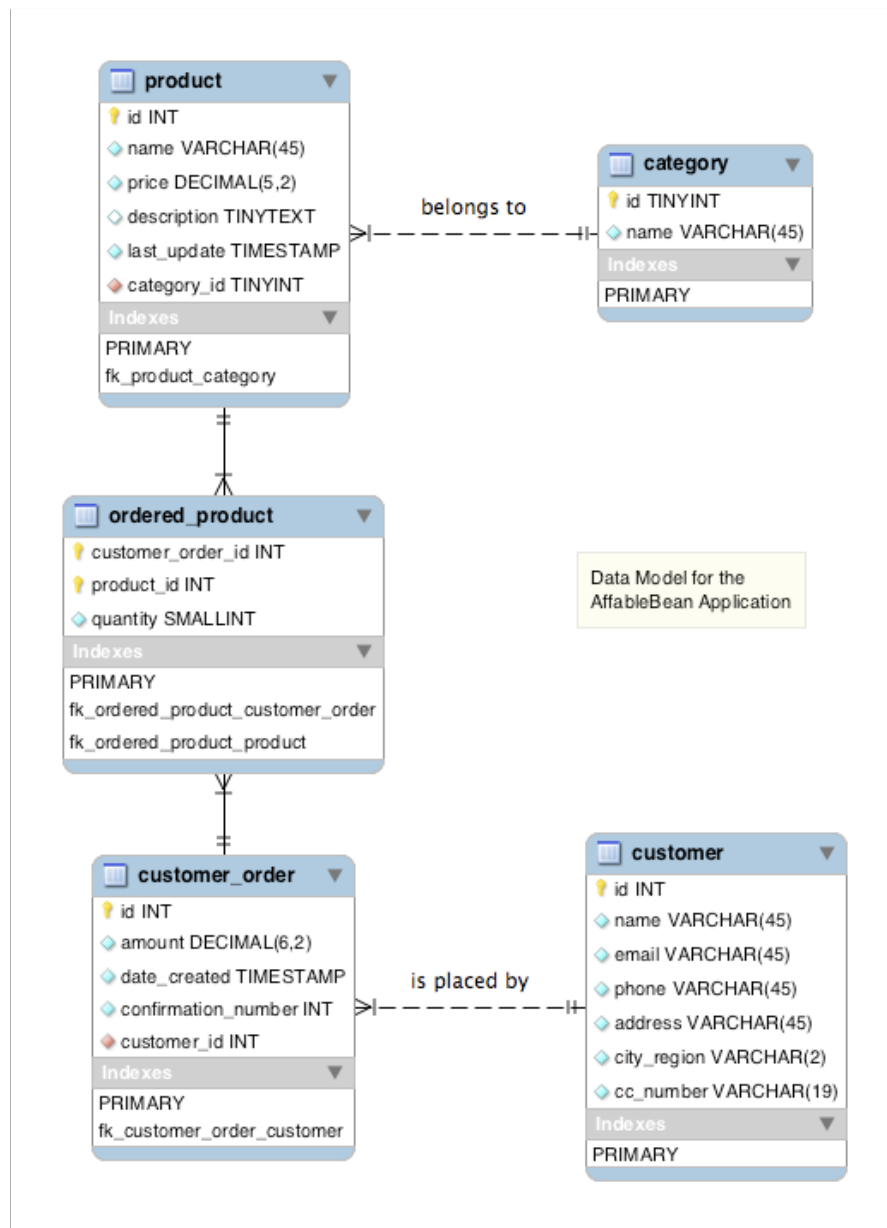 product
id INT
name VARCHAR(45)
price DECIMAL(5,2)
description TINYTEXT
last_update TIMESTAMP
category_id TINYINT
Indexes
PRIMARY
fk_product_category
belongs to
category
id TINYINT
name VARCHAR(45)
Indexes
PRIMARY
ordered_product
customer_order_id INT
product_id INT
quantity SMALLINT
Indexes
PRIMARY
fk_ordered_product_customer_order
fk_ordered_product_product
Data Model for the
AffableBean Application
customer_order
id INT
amount DECIMAL(6,2)
date_created TIMESTAMP
confirmation_number INT
customer_id INT
Indexes
PRIMARY
fk_customer_order_customer
is placed by
customer
id INT
name VARCHAR(45)
email VARCHAR(45)
phone VARCHAR(45)
address VARCHAR(45)
city_region VARCHAR(2)
cc_number VARCHAR(19)
Indexes
PRIMARY